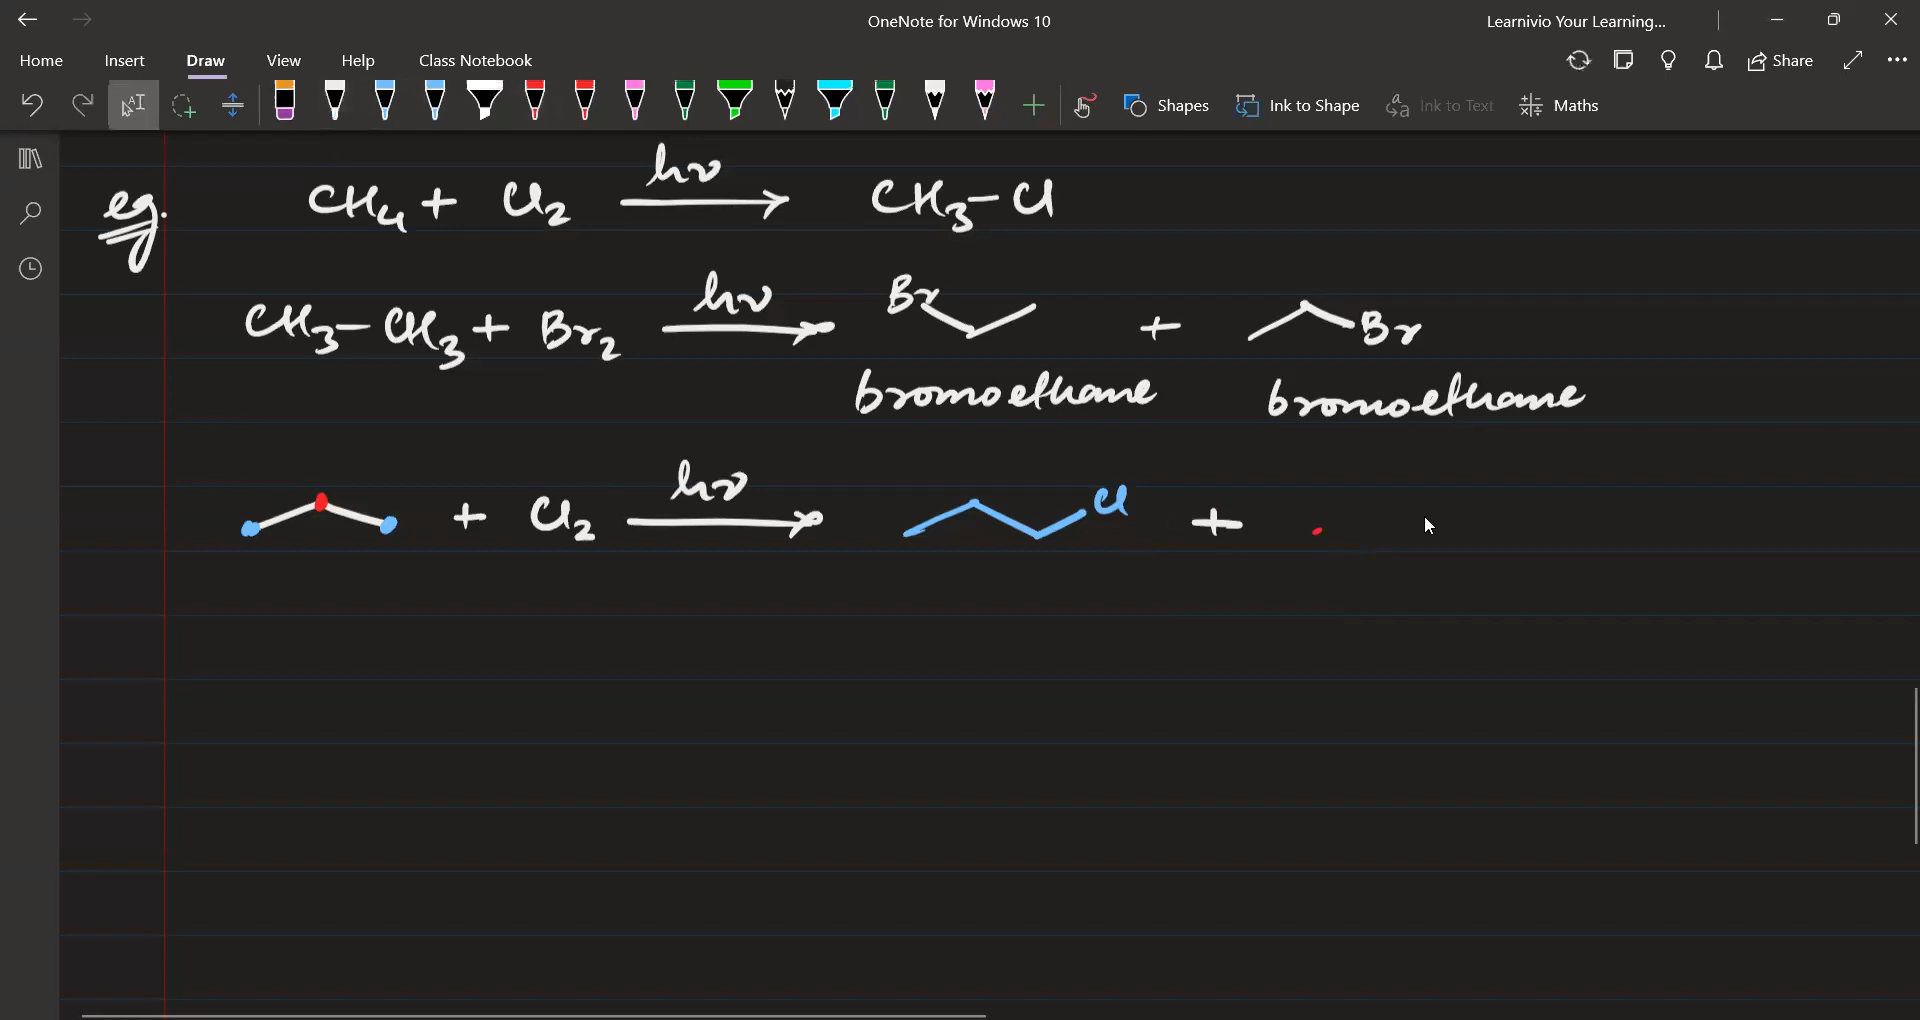 OneNote for Windows 10
Learnivio Your Learning...
Home Insert Draw View Help Class Notebook Share
Shapes Ink to Shape Ink to Text Maths
hν
eg. CH4 + Cl2 CH3-Cl
hν
CH3-CH3 + Br2 Br + Br
bromoethane bromoethane
hν
+ Cl2 Cl +